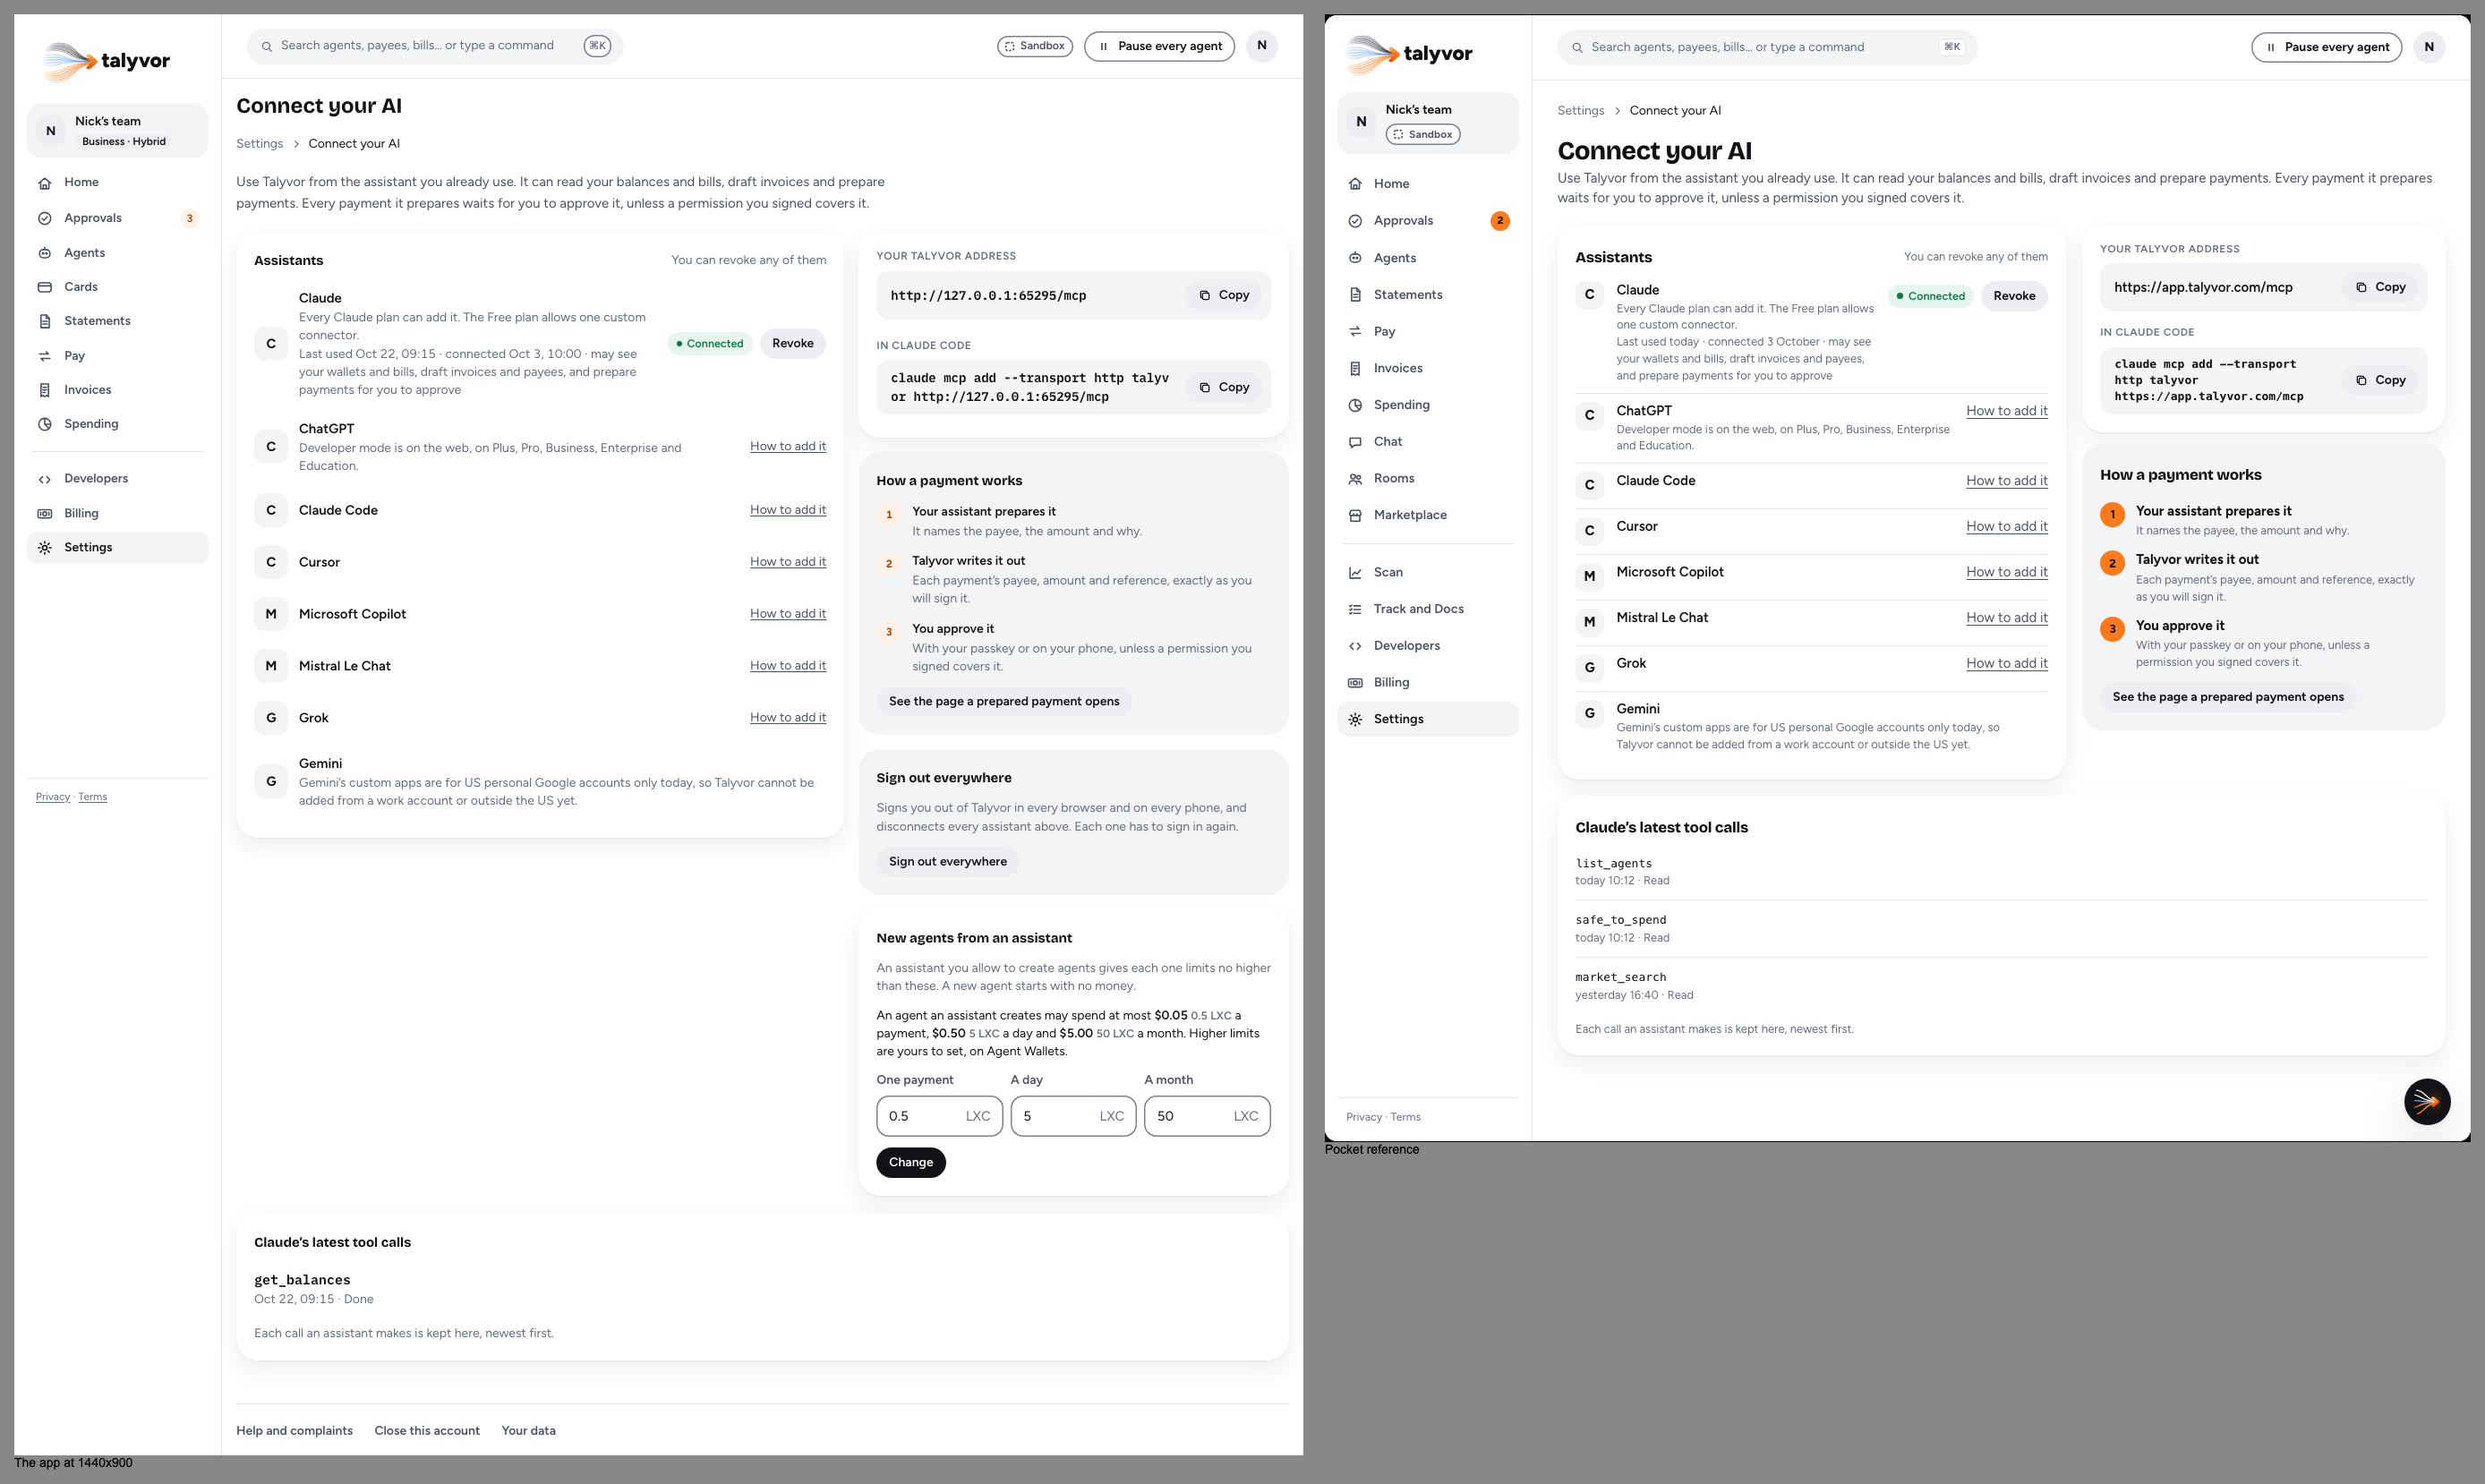 talyvor
Search agents, payees, bills... or type a command
⌘K
Sandbox
Pause every agent
N
N
Nick's team
Business · Hybrid
Home
Approvals
3
Agents
Cards
Statements
Pay
Invoices
Spending
Developers
Billing
Settings
Privacy · Terms
Connect your AI
Settings > Connect your AI
Use Talyvor from the assistant you already use. It can read your balances and bills, draft invoices and prepare
payments. Every payment it prepares waits for you to approve it, unless a permission you signed covers it.
Assistants
You can revoke any of them
C
Claude
Every Claude plan can add it. The Free plan allows one custom
connector.
Last used Oct 22, 09:15 · connected Oct 3, 10:00 · may see
your wallets and bills, draft invoices and payees, and prepare
payments for you to approve
Connected
Revoke
C
ChatGPT
Developer mode is on the web, on Plus, Pro, Business, Enterprise and
Education.
How to add it
C
Claude Code
How to add it
C
Cursor
How to add it
M
Microsoft Copilot
How to add it
M
Mistral Le Chat
How to add it
G
Grok
How to add it
G
Gemini
Gemini's custom apps are for US personal Google accounts only today, so Talyvor cannot be
added from a work account or outside the US yet.
YOUR TALYVOR ADDRESS
http://127.0.0.1:65295/mcp
Copy
IN CLAUDE CODE
claude mcp add --transport http talyv
or http://127.0.0.1:65295/mcp
Copy
How a payment works
1
Your assistant prepares it
It names the payee, the amount and why.
2
Talyvor writes it out
Each payment's payee, amount and reference, exactly as you
will sign it.
3
You approve it
With your passkey or on your phone, unless a permission you
signed covers it.
See the page a prepared payment opens
Sign out everywhere
Signs you out of Talyvor in every browser and on every phone, and
disconnects every assistant above. Each one has to sign in again.
Sign out everywhere
New agents from an assistant
An assistant you allow to create agents gives each one limits no higher
than these. A new agent starts with no money.
An agent an assistant creates may spend at most $0.05 0.5 LXC a
payment, $0.50 5 LXC a day and $5.00 50 LXC a month. Higher limits
are yours to set, on Agent Wallets.
One payment
A day
A month
0.5 LXC
5 LXC
50 LXC
Change
Claude's latest tool calls
get_balances
Oct 22, 09:15 · Done
Each call an assistant makes is kept here, newest first.
Help and complaints
Close this account
Your data
The app at 1440x900
talyvor
Search agents, payees, bills... or type a command
⌘K
Pause every agent
N
N
Nick's team
Sandbox
Home
Approvals
2
Agents
Statements
Pay
Invoices
Spending
Chat
Rooms
Marketplace
Scan
Track and Docs
Developers
Billing
Settings
Privacy · Terms
Settings > Connect your AI
Connect your AI
Use Talyvor from the assistant you already use. It can read your balances and bills, draft invoices and prepare payments. Every payment it prepares
waits for you to approve it, unless a permission you signed covers it.
Assistants
You can revoke any of them
C
Claude
Every Claude plan can add it. The Free plan allows
one custom connector.
Last used today · connected 3 October · may see
your wallets and bills, draft invoices and payees,
and prepare payments for you to approve
Connected
Revoke
C
ChatGPT
Developer mode is on the web, on Plus, Pro, Business, Enterprise
and Education.
How to add it
C
Claude Code
How to add it
C
Cursor
How to add it
M
Microsoft Copilot
How to add it
M
Mistral Le Chat
How to add it
G
Grok
How to add it
G
Gemini
Gemini's custom apps are for US personal Google accounts only today, so
Talyvor cannot be added from a work account or outside the US yet.
YOUR TALYVOR ADDRESS
https://app.talyvor.com/mcp
Copy
IN CLAUDE CODE
claude mcp add --transport
http talyvor
https://app.talyvor.com/mcp
Copy
How a payment works
1
Your assistant prepares it
It names the payee, the amount and why.
2
Talyvor writes it out
Each payment's payee, amount and reference, exactly
as you will sign it.
3
You approve it
With your passkey or on your phone, unless a
permission you signed covers it.
See the page a prepared payment opens
Claude's latest tool calls
list_agents
today 10:12 · Read
safe_to_spend
today 10:12 · Read
market_search
yesterday 16:40 · Read
Each call an assistant makes is kept here, newest first.
Pocket reference